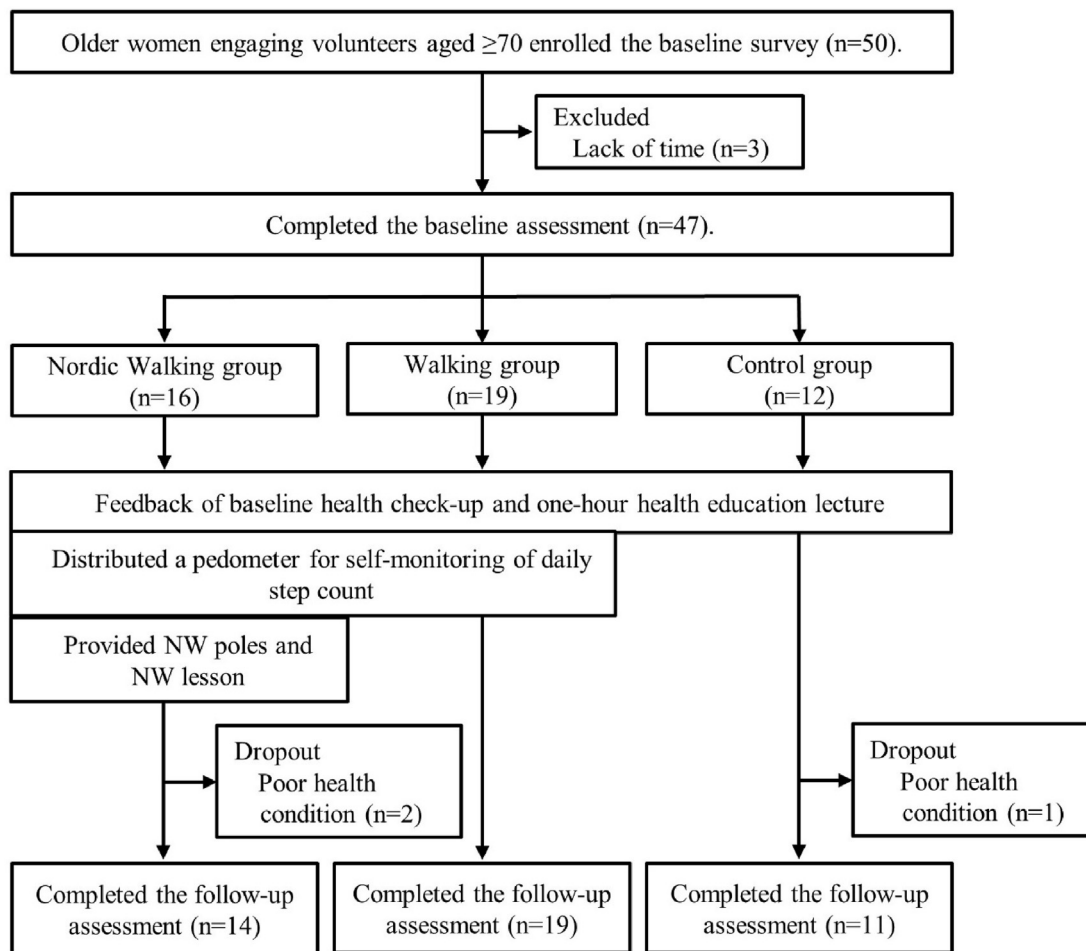 Older women engaging volunteers aged ≥70 enrolled the baseline survey (n=50).
Excluded
Lack of time (n=3)
Completed the baseline assessment (n=47).
Nordic Walking group
(n=16)
Walking group
(n=19)
Control group
(n=12)
Feedback of baseline health check-up and one-hour health education lecture
Distributed a pedometer for self-monitoring of daily
step count
Provided NW poles and
NW lesson
Dropout
Poor health
condition (n=2)
Dropout
Poor health
condition (n=1)
Completed the follow-up
assessment (n=14)
Completed the follow-up
assessment (n=19)
Completed the follow-up
assessment (n=11)